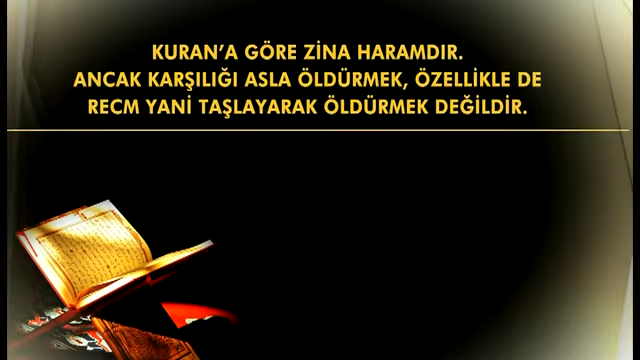 KURAN'A GÖRE ZİNA HARAMDIR.
ANCAK KARŞILIĞI ASLA ÖLDÜRMEK, ÖZELLİKLE DE
RECM YANİ TAŞLAYARAK ÖLDÜRMEK DEĞİLDİR.